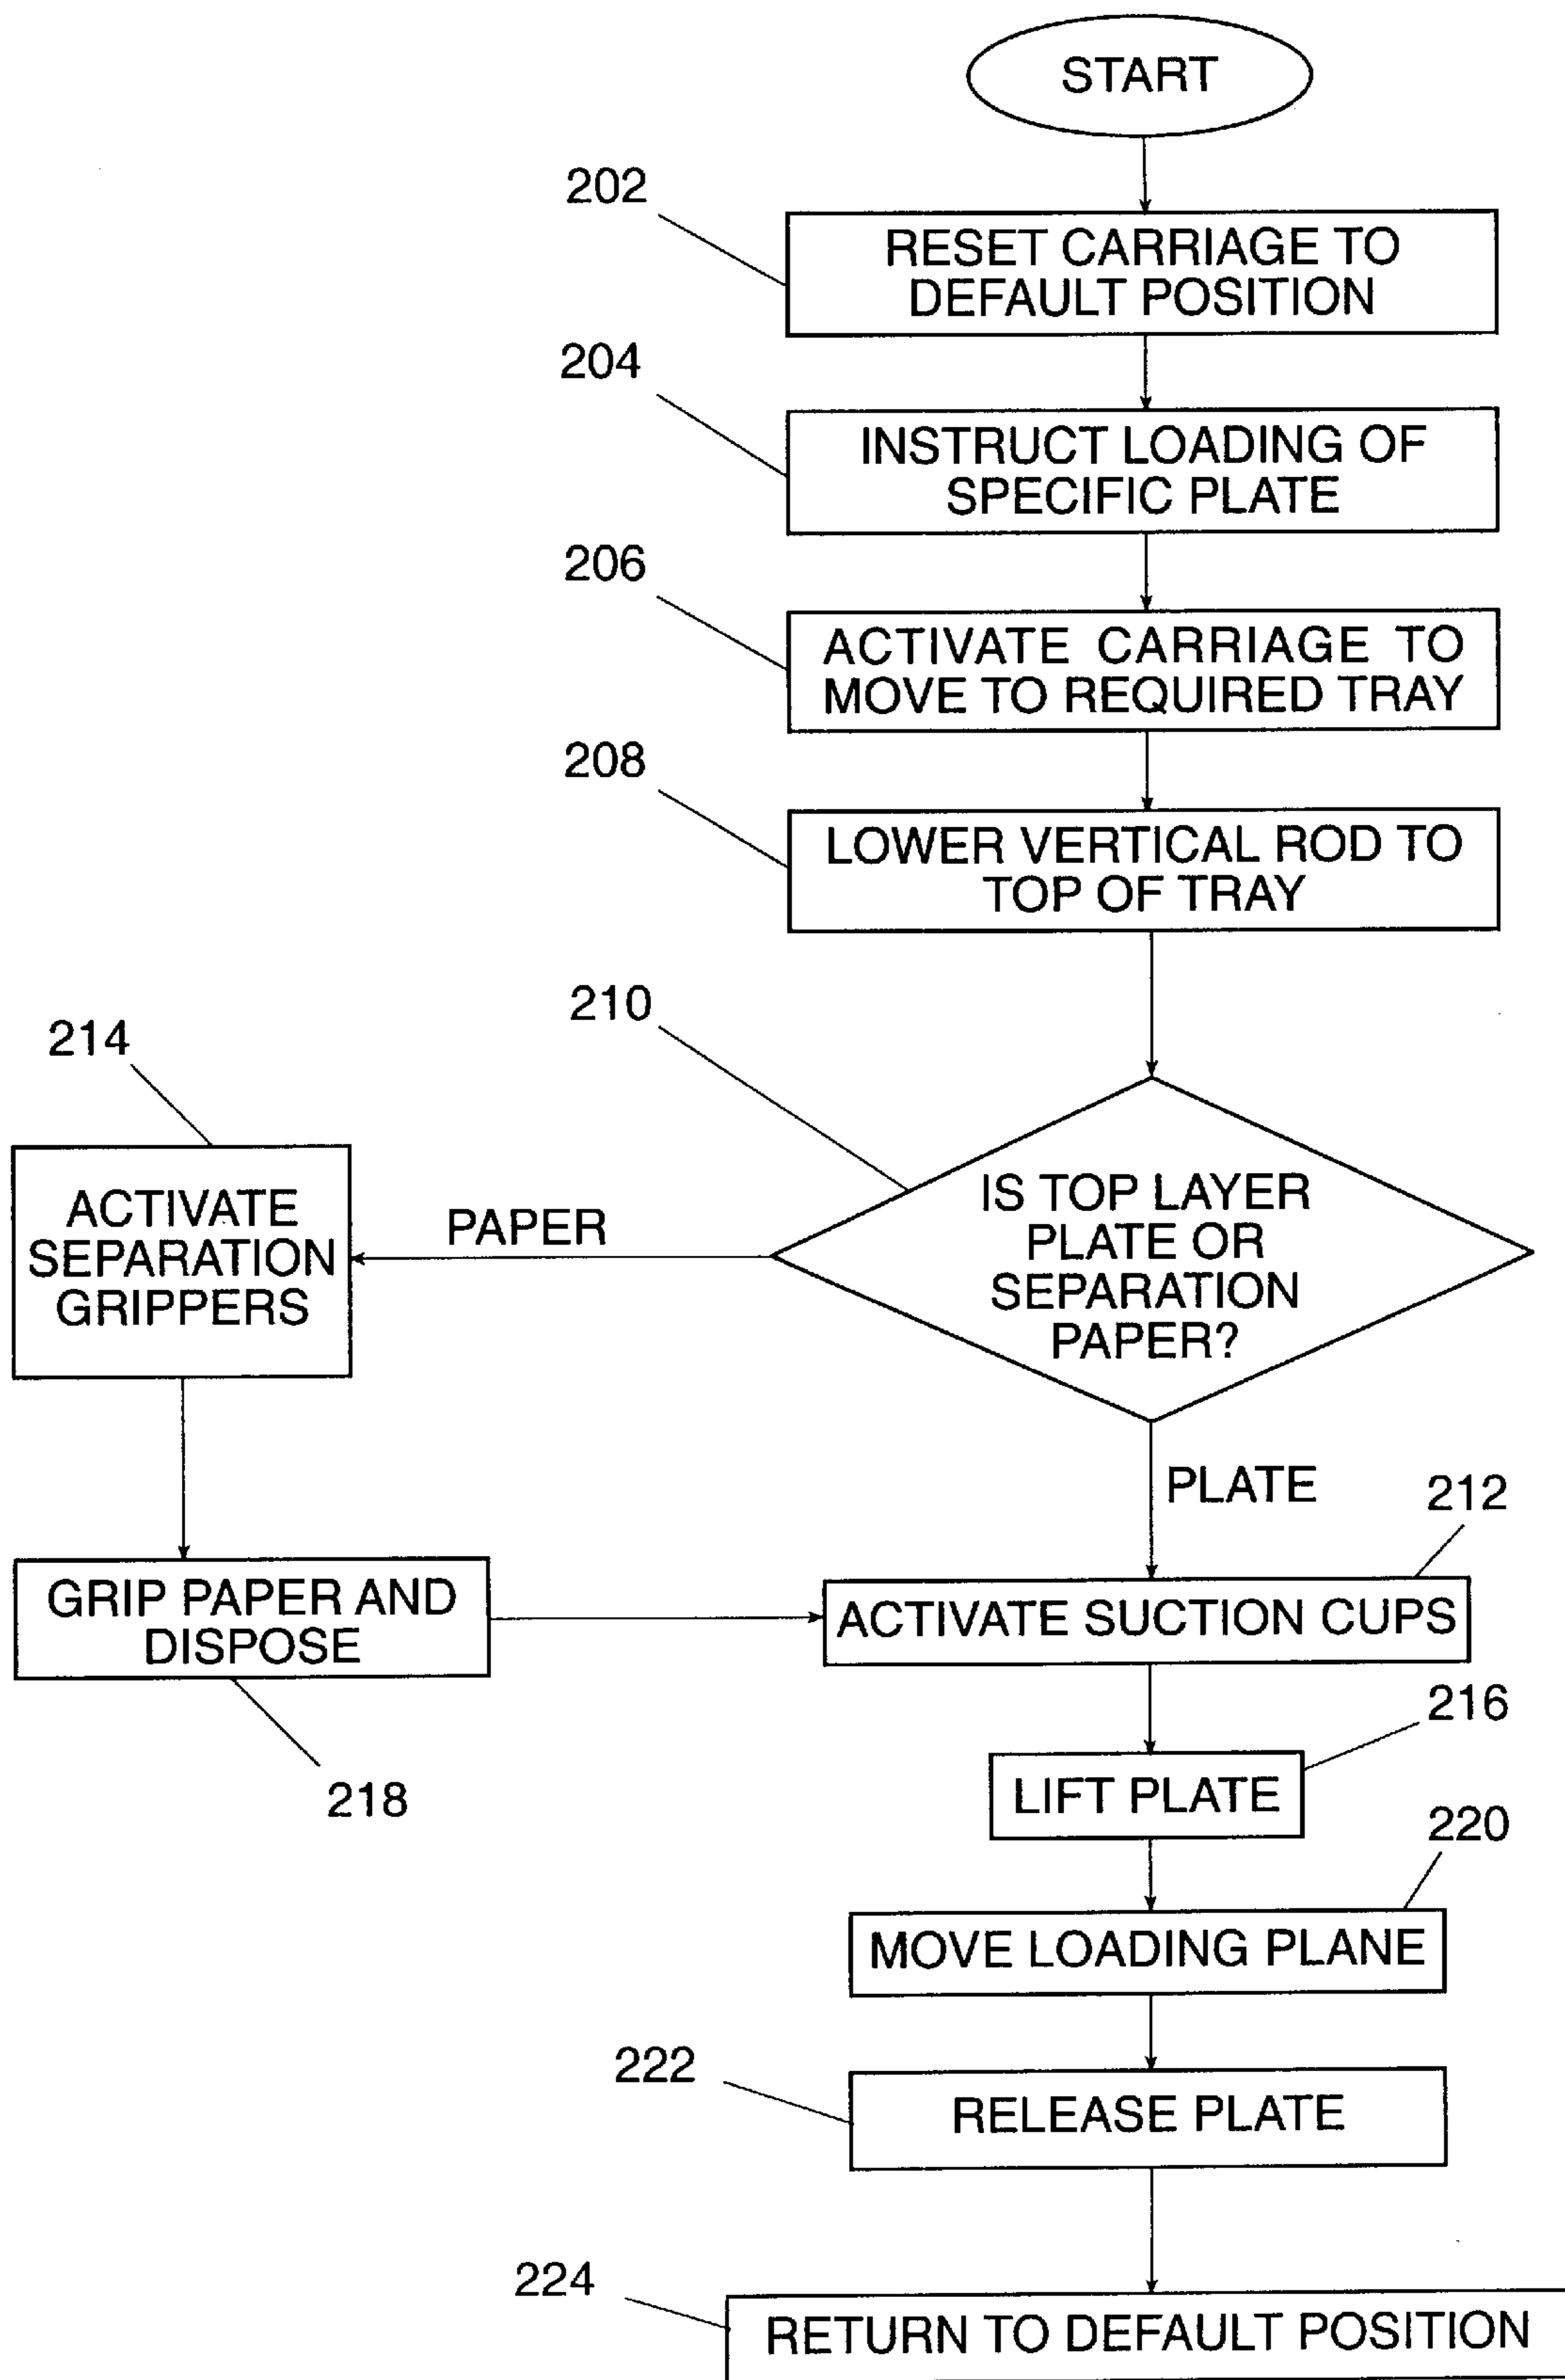 START
202
RESET CARRIAGE TO
DEFAULT POSITION
204
INSTRUCT LOADING OF
SPECIFIC PLATE
206
ACTIVATE CARRIAGE TO
MOVE TO REQUIRED TRAY
208
LOWER VERTICAL ROD TO
TOP OF TRAY
210
IS TOP LAYER
PLATE OR
SEPARATION
PAPER?
214
ACTIVATE
SEPARATION
GRIPPERS
PAPER
PLATE
212
GRIP PAPER AND
DISPOSE
218
ACTIVATE SUCTION CUPS
216
LIFT PLATE
220
MOVE LOADING PLANE
222
RELEASE PLATE
224
RETURN TO DEFAULT POSITION